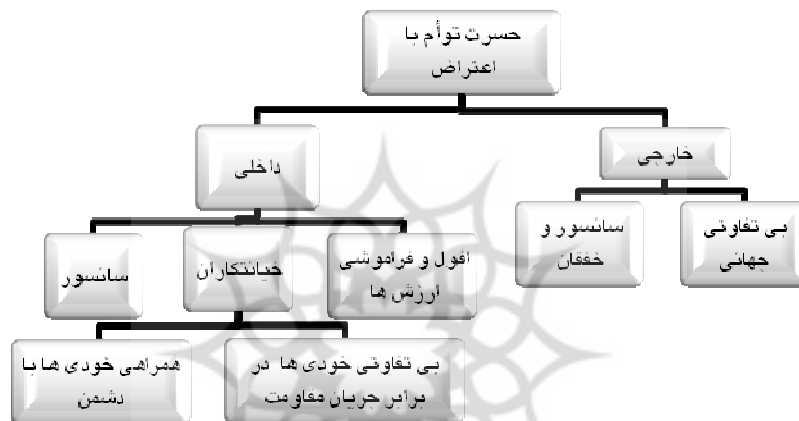 حسرت توأم با
اعتراض
خارجی
داخلی
بی تفاوتی
جهانی
سانسور و
خفقان
افول و فراموشی
ارزش ها
خیانتکاران
سانسور
بی تفاوتی خودی ها در
برابر جریان مقاومت
همراهی خودی ها با
دشمن